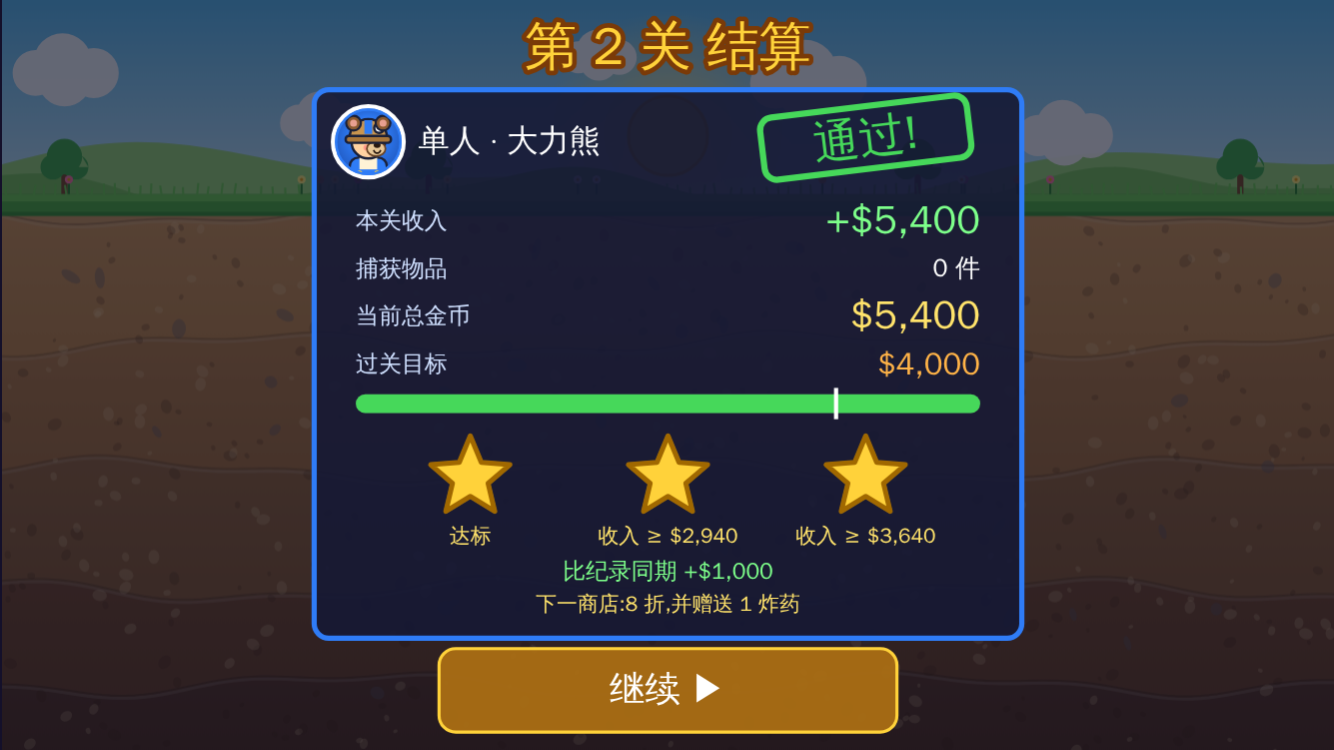 第 2 关 结算
单人 · 大力熊
通过!
本关收入 +$5,400
捕获物品 0 件
当前总金币 $5,400
过关目标 $4,000
达标 收入 ≥ $2,940 收入 ≥ $3,640
比纪录同期 +$1,000
下一商店:8 折,并赠送 1 炸药
继续 ▶